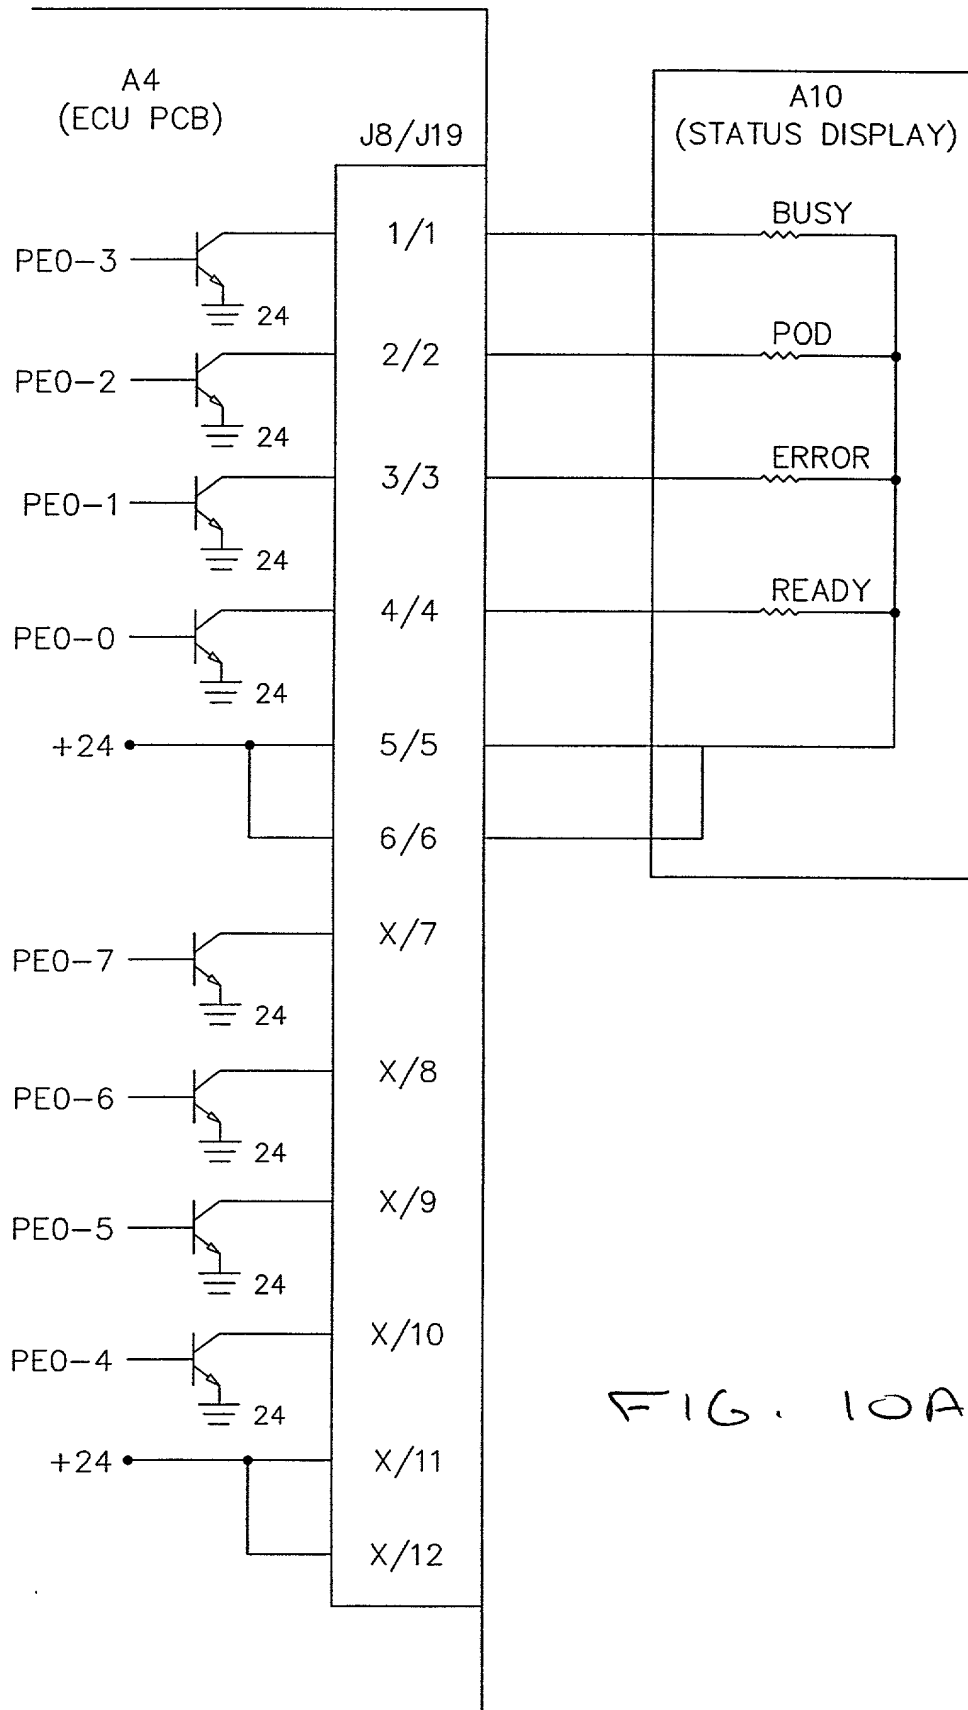 A4
(ECU PCB)
A10
(STATUS DISPLAY)
J8/J19
PE0-3
24
1/1
BUSY
PE0-2
24
2/2
POD
PE0-1
24
3/3
ERROR
PE0-0
24
4/4
READY
+24
5/5
6/6
PE0-7
24
X/7
PE0-6
24
X/8
PE0-5
24
X/9
PE0-4
24
X/10
+24
X/11
X/12
FIG. 10A